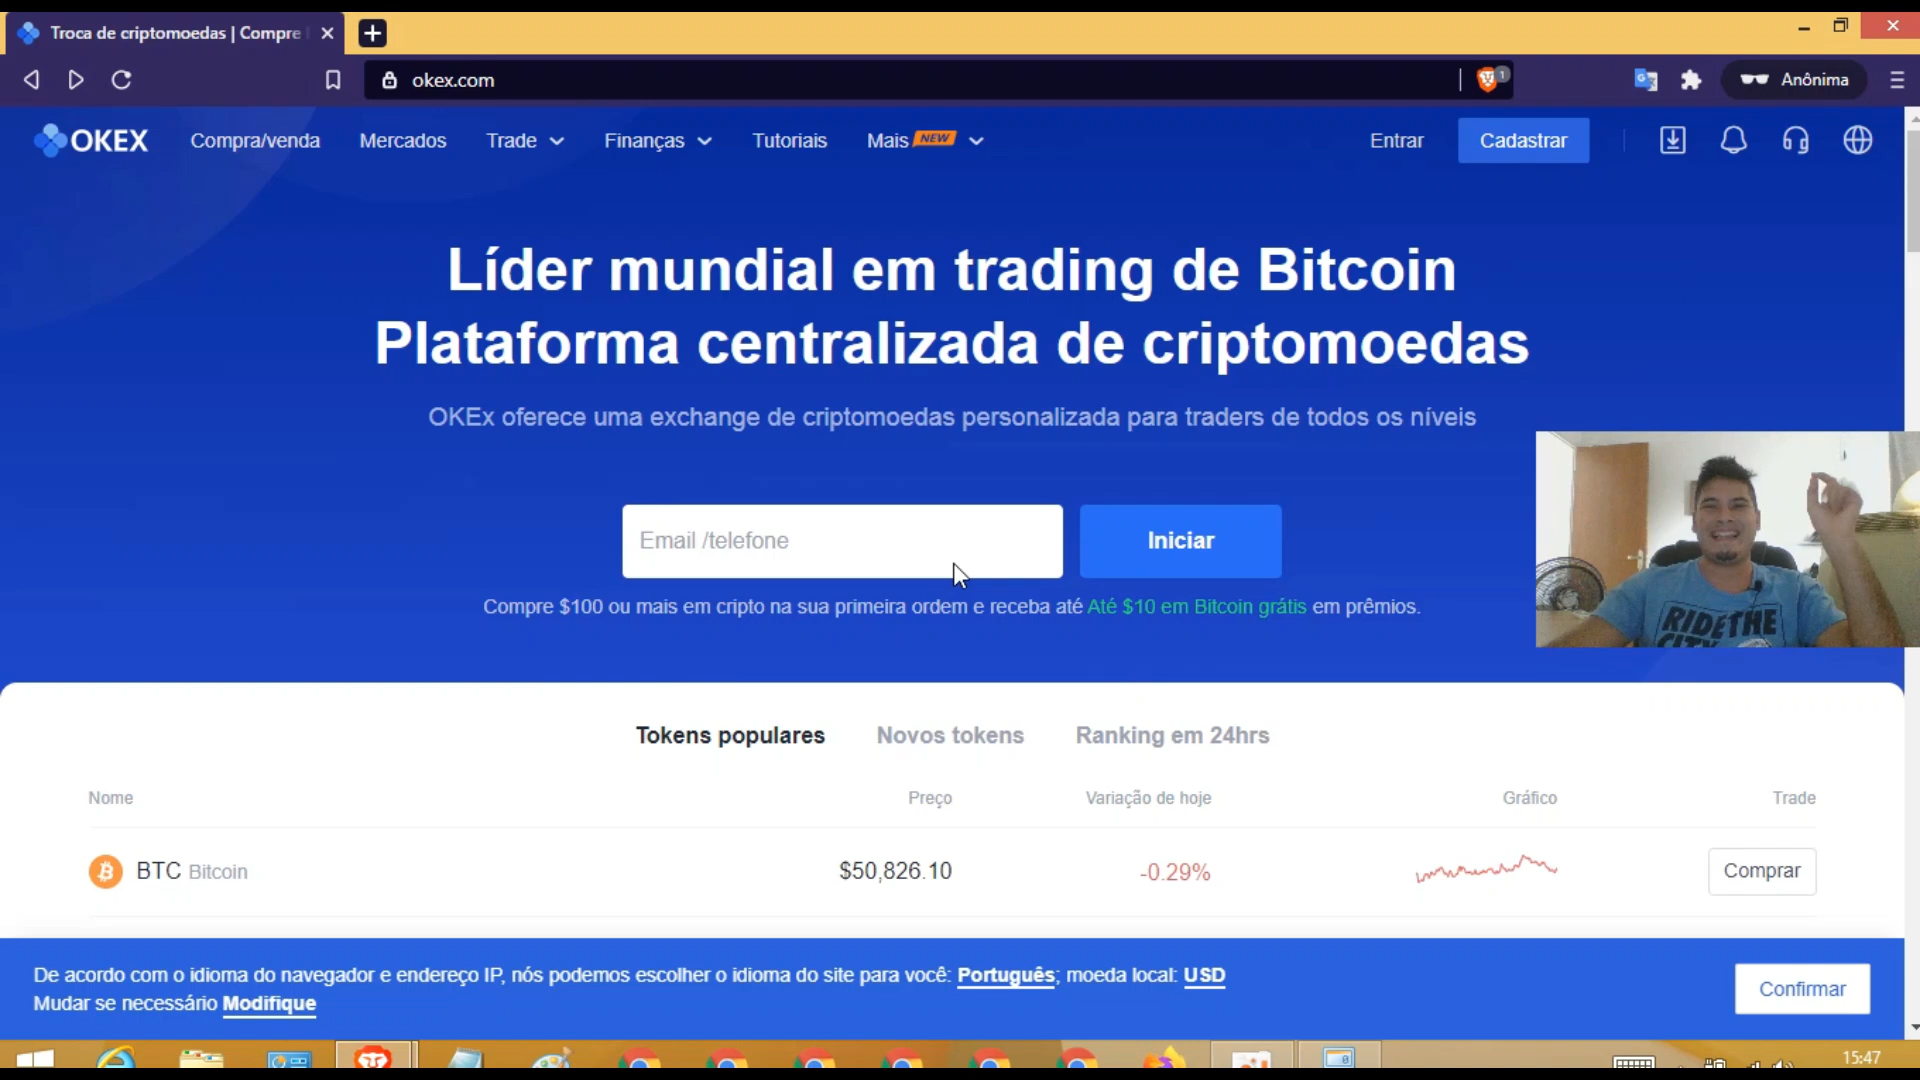 Troca de criptomoedas | Compre
okex.com
1
Anônima
OKEX
Compra/venda
Mercados
Trade
Finanças
Tutoriais
Mais NEW
Entrar
Cadastrar
Líder mundial em trading de Bitcoin
Plataforma centralizada de criptomoedas
OKEx oferece uma exchange de criptomoedas personalizada para traders de todos os níveis
Email /telefone
Iniciar
Compre $100 ou mais em cripto na sua primeira ordem e receba até Até $10 em Bitcoin grátis em prêmios.
RIDE THE
CITY
Tokens populares
Novos tokens
Ranking em 24hrs
Nome
Preço
Variação de hoje
Gráfico
Trade
BTC Bitcoin
$50,826.10
-0.29%
Comprar
De acordo com o idioma do navegador e endereço IP, nós podemos escolher o idioma do site para você: Português; moeda local: USD
Mudar se necessário Modifique
Confirmar
15:47